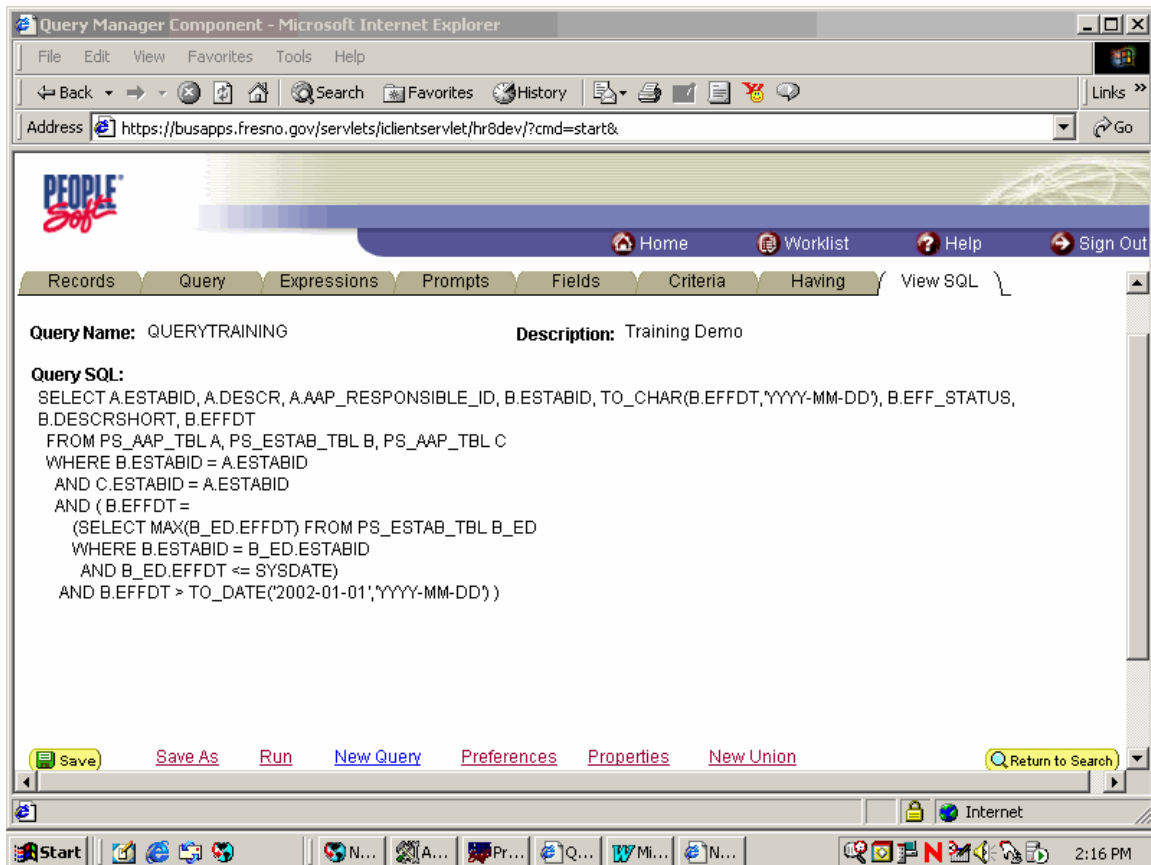 Query Manager Component - Microsoft Internet Explorer
File Edit View Favorites Tools Help
Back Search Favorites History Links »
Address https://busapps.fresno.gov/servlets/iclientservlet/hr8dev/?cmd=start& Go
PEOPLE Soft
Home Worklist Help Sign Out
Records Query Expressions Prompts Fields Criteria Having View SQL
Query Name: QUERYTRAINING Description: Training Demo
Query SQL:
SELECT A.ESTABID, A.DESCR, A.AAP_RESPONSIBLE_ID, B.ESTABID, TO_CHAR(B.EFFDT,'YYYY-MM-DD'), B.EFF_STATUS,
B.DESCRSHORT, B.EFFDT
FROM PS_AAP_TBL A, PS_ESTAB_TBL B, PS_AAP_TBL C
WHERE B.ESTABID = A.ESTABID
AND C.ESTABID = A.ESTABID
AND ( B.EFFDT =
(SELECT MAX(B_ED.EFFDT) FROM PS_ESTAB_TBL B_ED
WHERE B.ESTABID = B_ED.ESTABID
AND B_ED.EFFDT <= SYSDATE)
AND B.EFFDT > TO_DATE('2002-01-01','YYYY-MM-DD') )
Save Save As Run New Query Preferences Properties New Union Return to Search
Internet
Start N... A... Pr... Q... Mi... N... 2:16 PM